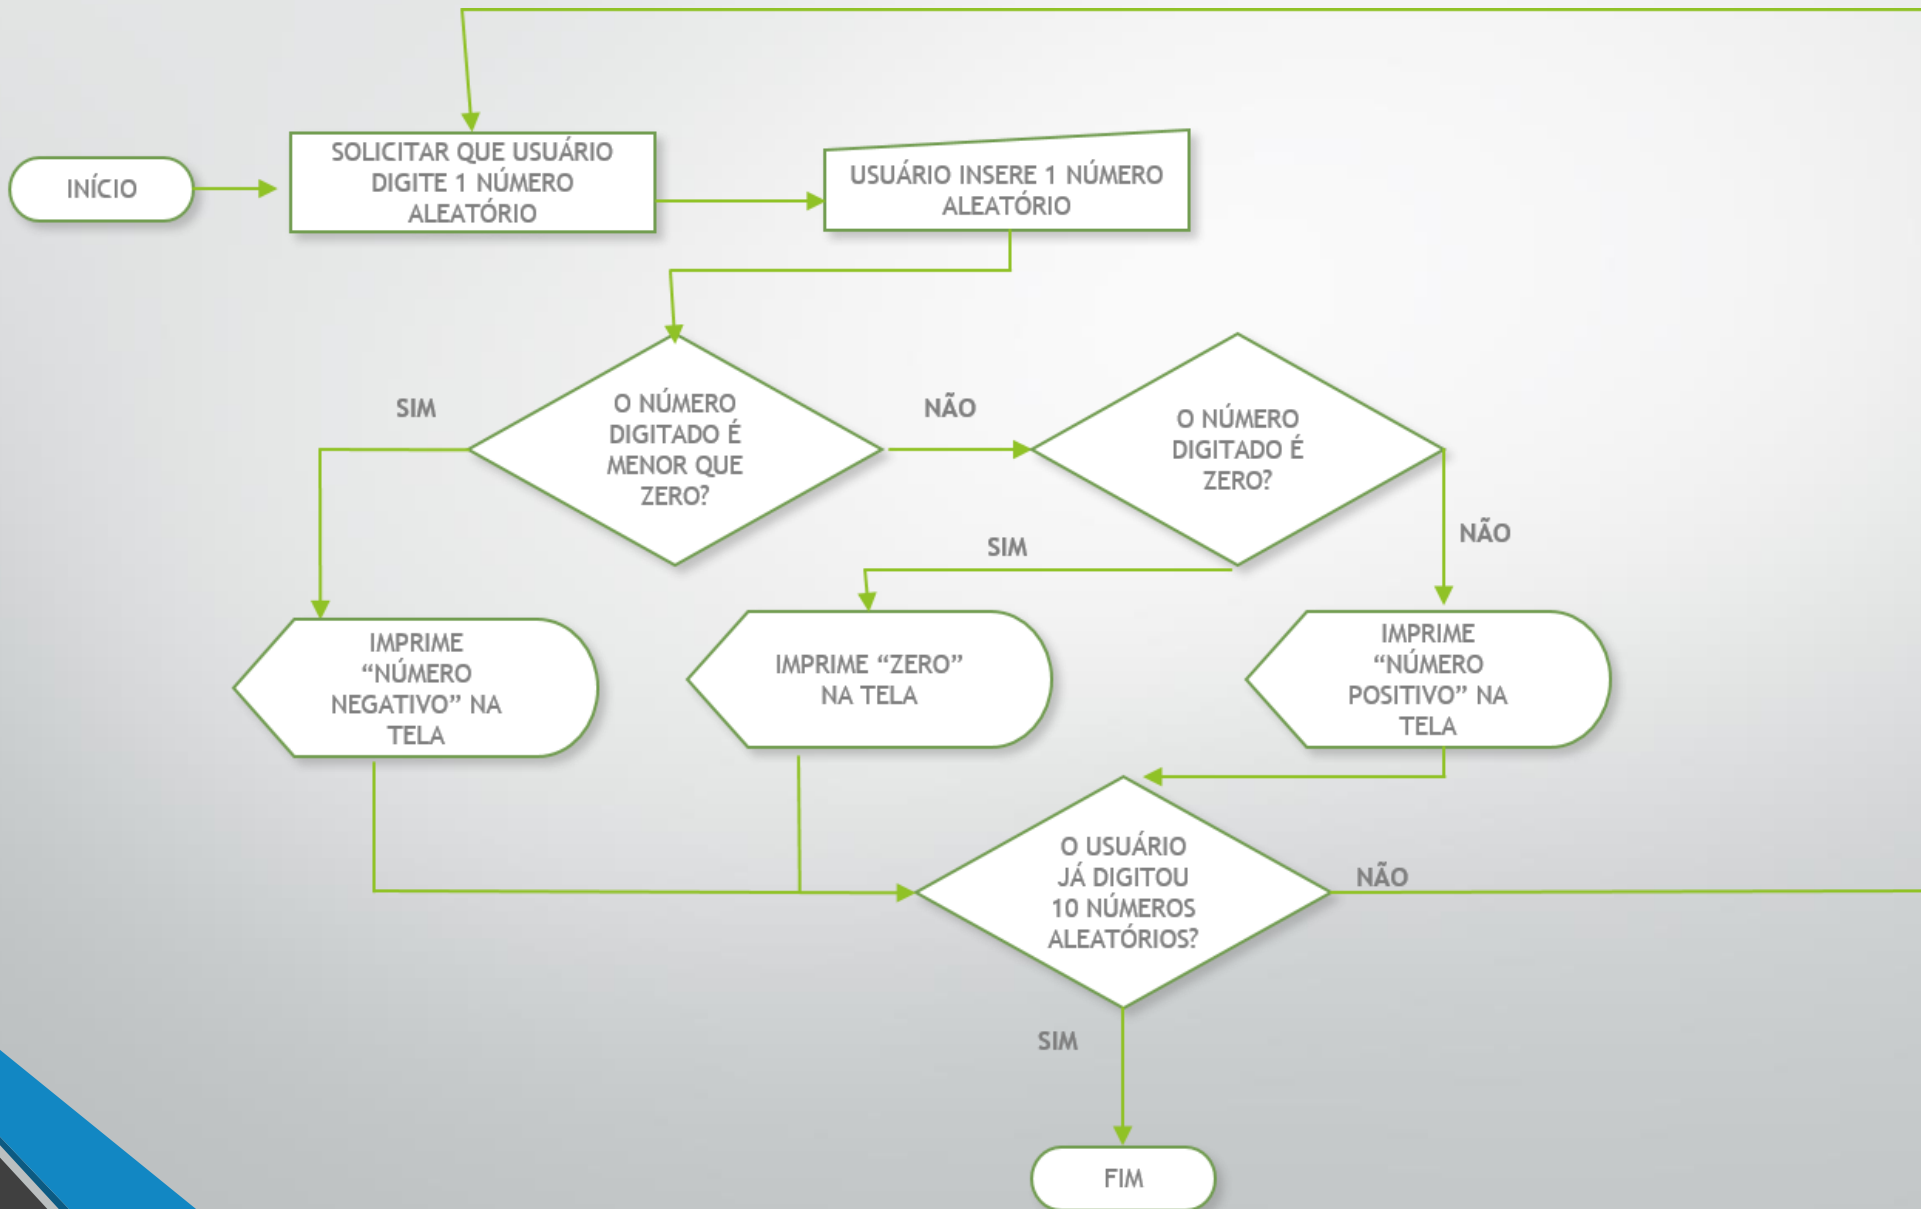 INÍCIO
SOLICITAR QUE USUÁRIO
DIGITE 1 NÚMERO
ALEATÓRIO
USUÁRIO INSERE 1 NÚMERO
ALEATÓRIO
SIM
O NÚMERO
DIGITADO É
MENOR QUE
ZERO?
NÃO
O NÚMERO
DIGITADO É
ZERO?
SIM
NÃO
IMPRIME
“NÚMERO
NEGATIVO” NA
TELA
IMPRIME “ZERO”
NA TELA
IMPRIME
“NÚMERO
POSITIVO” NA
TELA
O USUÁRIO
JÁ DIGITOU
10 NÚMEROS
ALEATÓRIOS?
NÃO
SIM
FIM